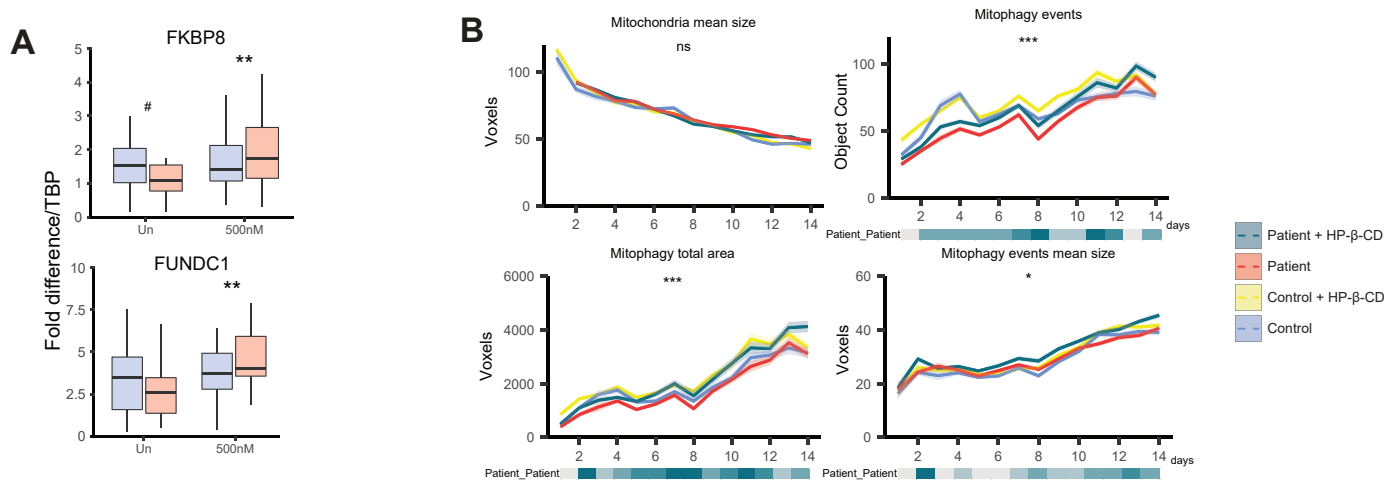 A
FKBP8
5
4
3
2
1
0
#
**
Un
500nM
Fold difference/TBP
FUNDC1
10
7.5
5
2.5
0
**
Un
500nM
B
Mitochondria mean size
ns
Voxels
100
50
0
2 4 6 8 10 12 14
Mitophagy events
***
Object Count
100
50
0
2 4 6 8 10 12 14 days
Patient_Patient
Mitophagy total area
***
Voxels
6000
4000
2000
0
2 4 6 8 10 12 14
Patient_Patient
Mitophagy events mean size
*
Voxels
60
40
20
0
2 4 6 8 10 12 14 days
Patient_Patient
Patient + HP-β-CD
Patient
Control + HP-β-CD
Control